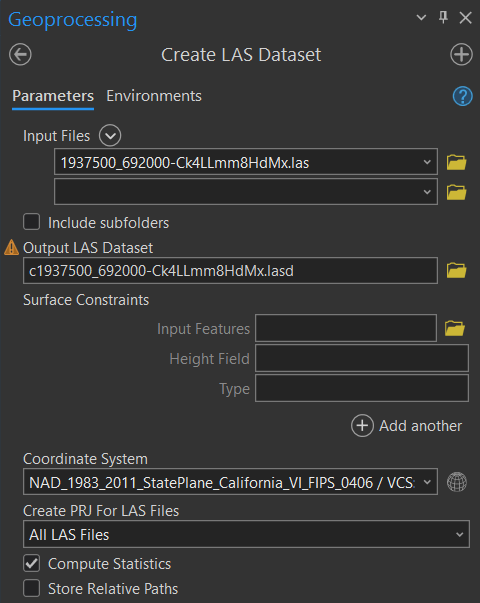 Geoprocessing
Create LAS Dataset
Parameters Environments
?
Input Files
1937500_692000-Ck4LLmm8HdMx.las
Include subfolders
Output LAS Dataset
c1937500_692000-Ck4LLmm8HdMx.lasd
Surface Constraints
Input Features
Height Field
Type
Add another
Coordinate System
NAD_1983_2011_StatePlane_California_VI_FIPS_0406 / VCS:
Create PRJ For LAS Files
All LAS Files
Compute Statistics
Store Relative Paths